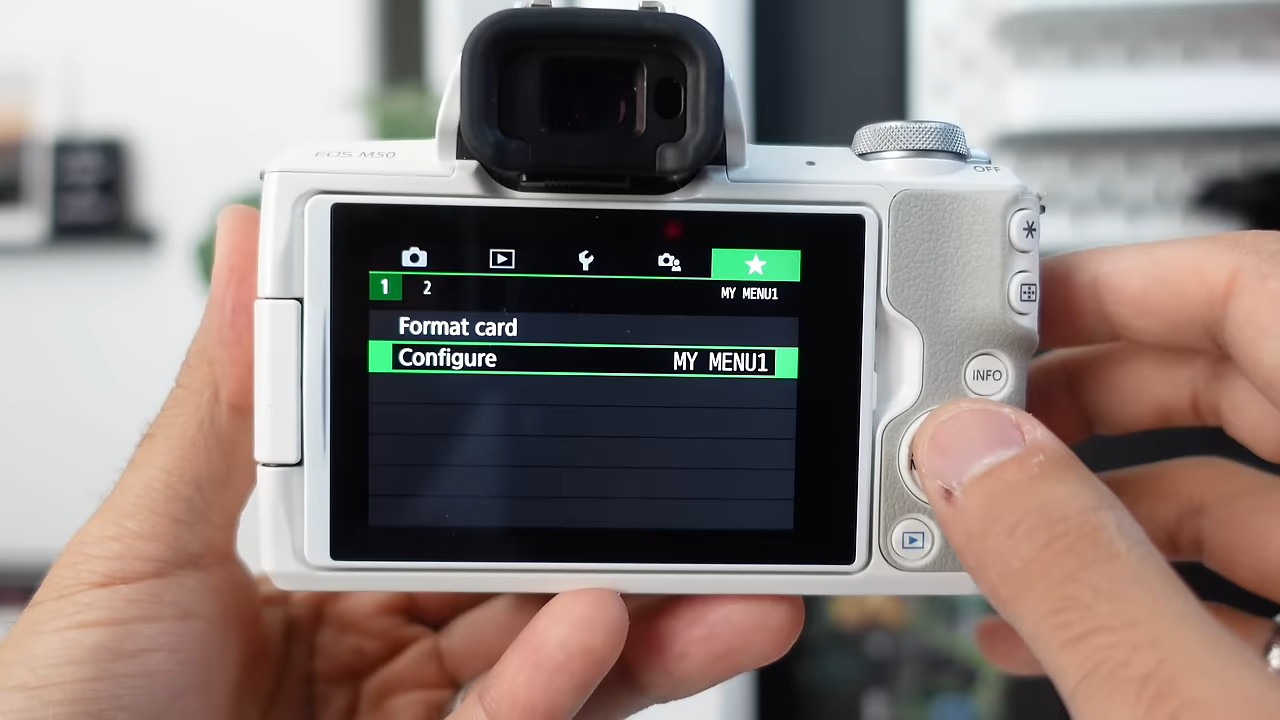 EOS M50
OFF
1 2 MY MENU1
Format card
Configure MY MENU1
INFO